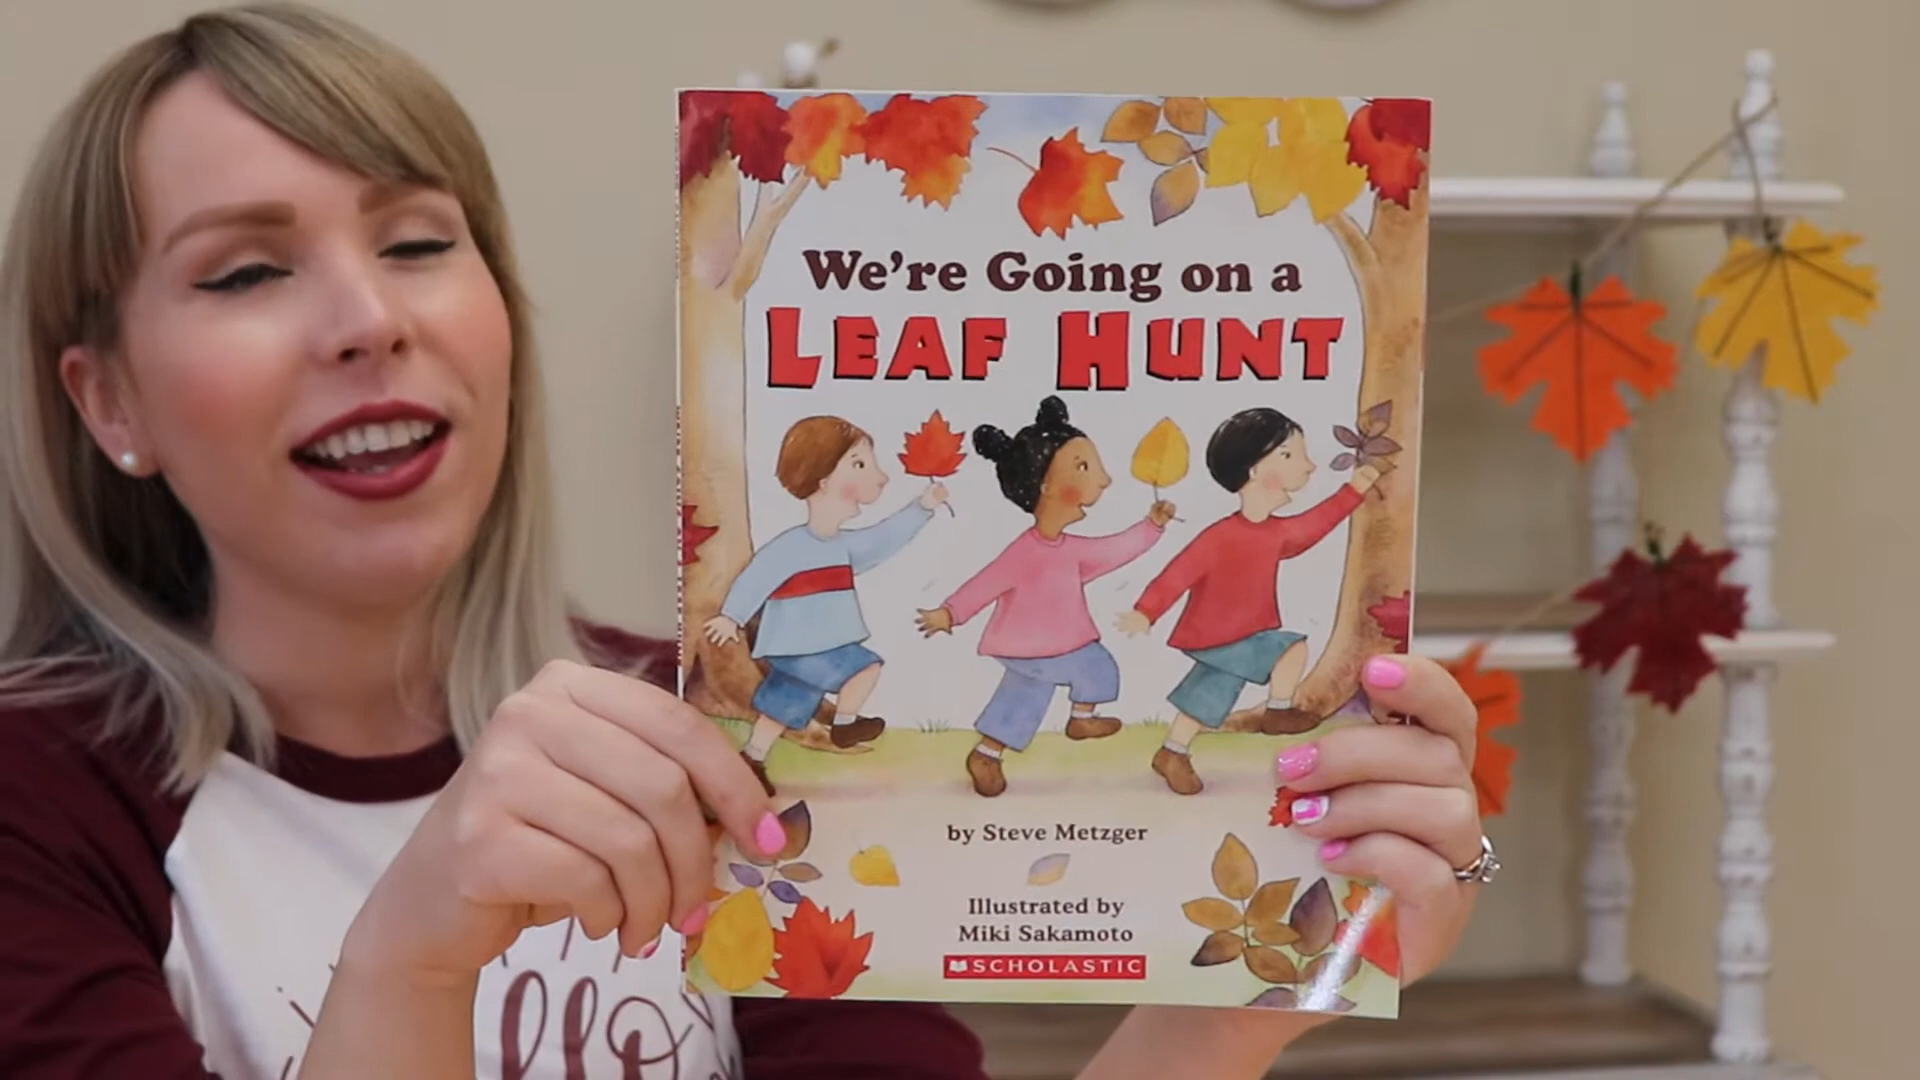 We're Going on a
LEAF HUNT
by Steve Metzger
Illustrated by
Miki Sakamoto
SCHOLASTIC